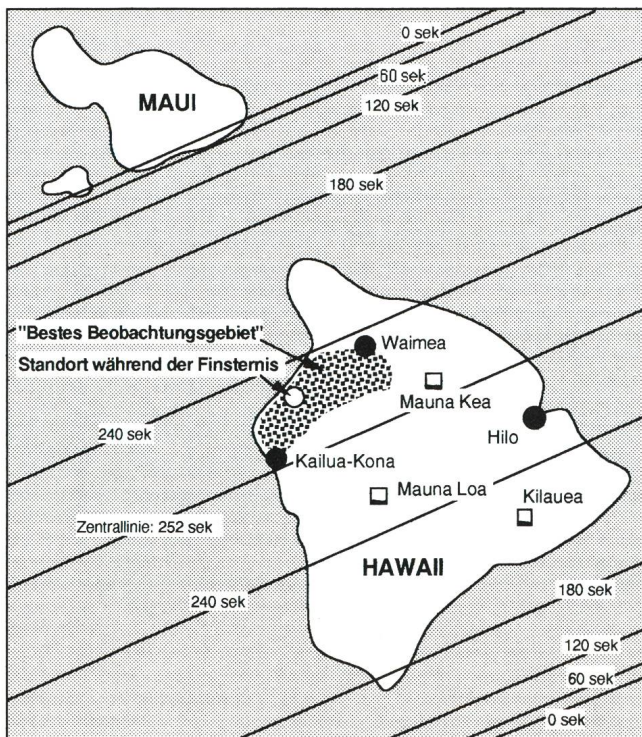 0 sek
60 sek
MAUI
120 sek
180 sek
"Bestes Beobachtungsgebiet"
Waimea
Standort während der Finsternis
Mauna Kea
240 sek
Hilo
Kailua-Kona
Mauna Loa
Kilauea
Zentrallinie: 252 sek
HAWAII
180 sek
240 sek
120 sek
60 sek
0 sek